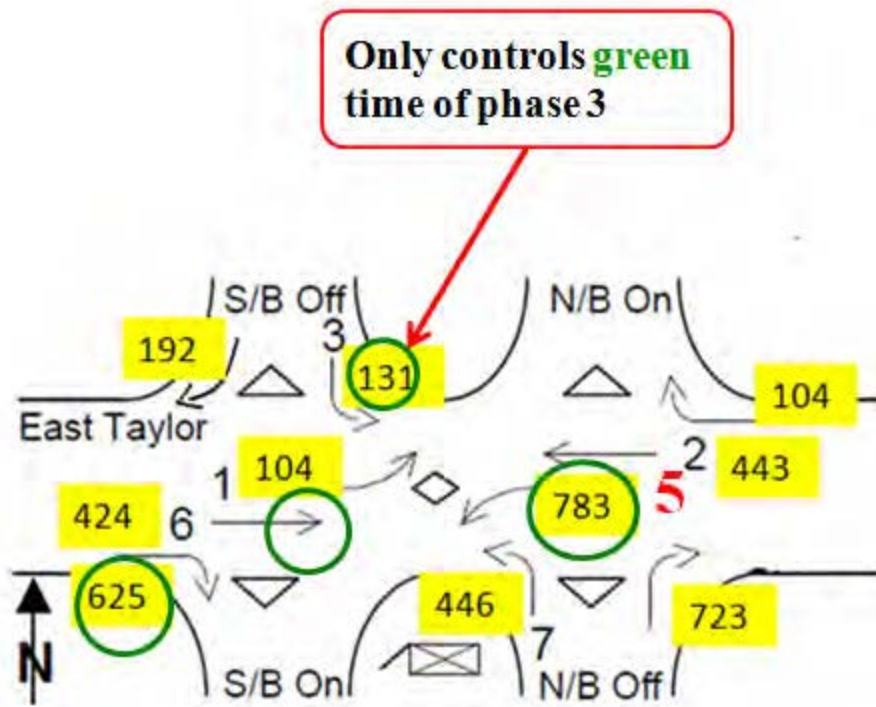 Only controls green
time of phase 3
S/B Off
N/B On
3
192
131
104
East Taylor
104
2
443
1
783
5
424
6
625
446
723
7
N
S/B On
N/B Off